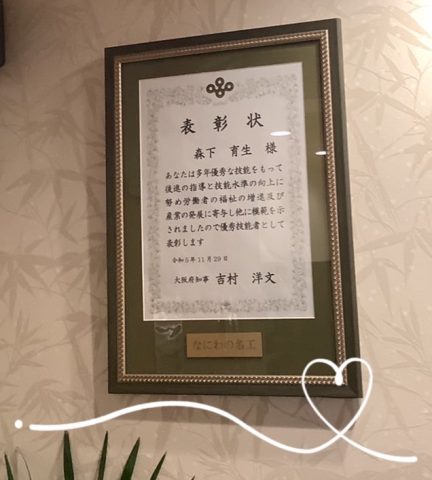 表彰状
森下 育生 様
あなたは多年優秀な技能をもって
後進の指導と技能水準の向上に
努め労働者の福祉の増進及び
産業の発展に寄与し他に模範を示
されましたので優秀技能者として
表彰します
令和5年11月29日
大阪府知事 吉村 洋文
なにわの名工